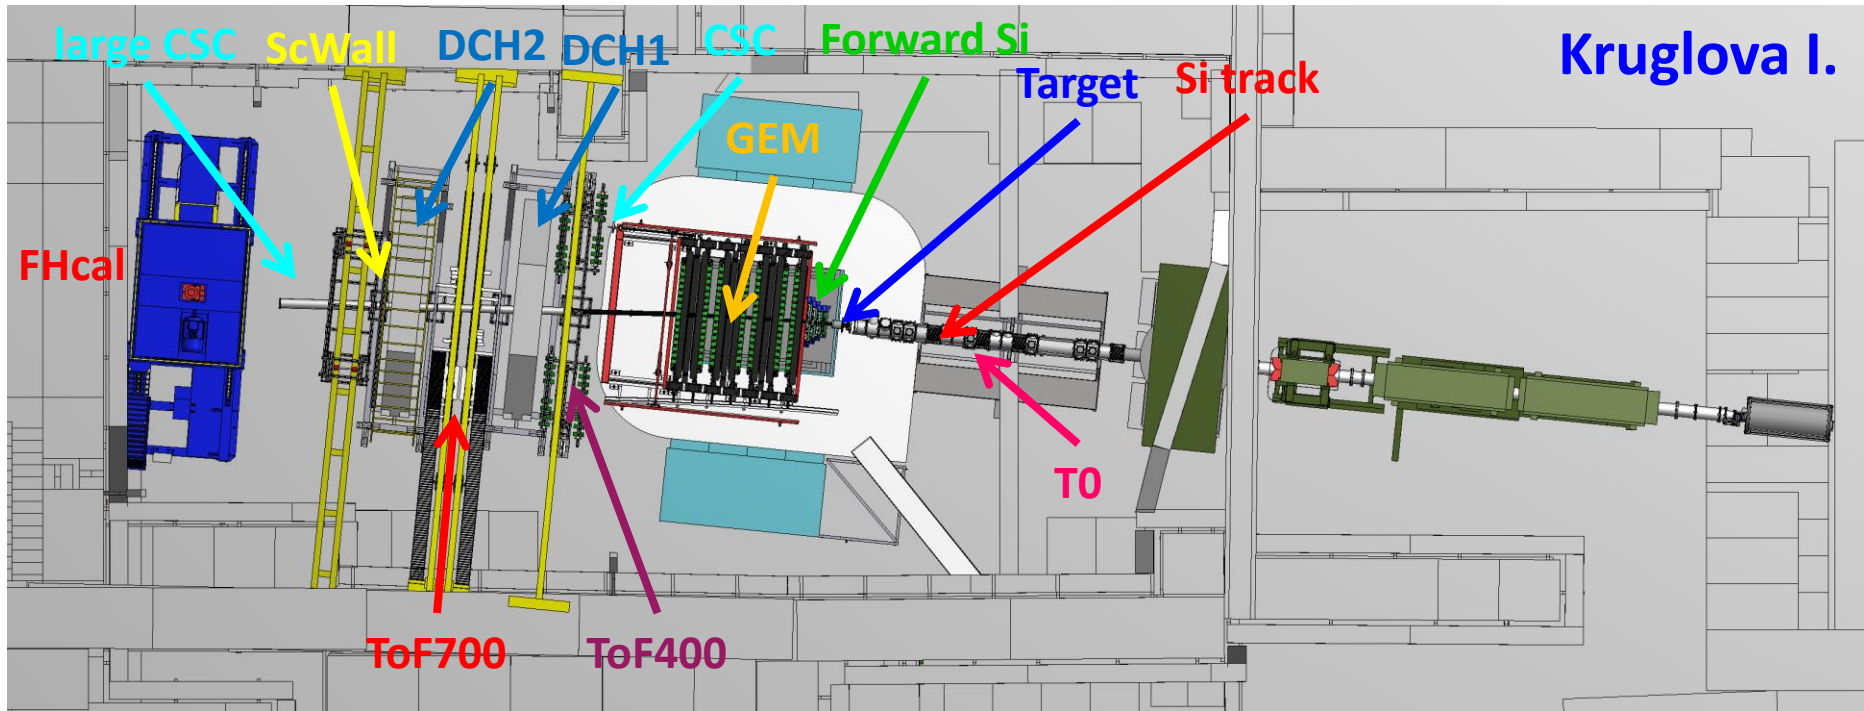 large CSC
ScWall
DCH2
DCH1
CSC
Forward Si
Target
Si track
Kruglova I.
GEM
FHcal
T0
ToF700
ToF400